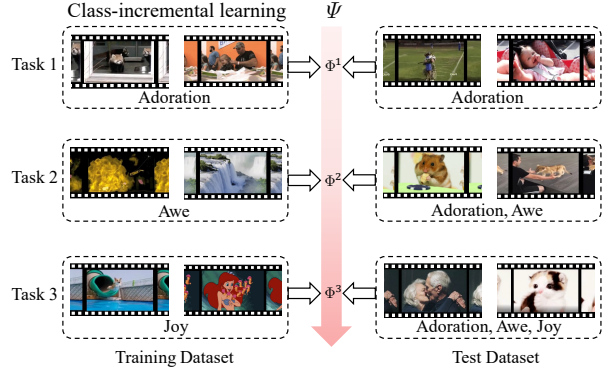 Class-incremental learning
Ψ
Task 1
Adoration
Φ¹
Adoration
Task 2
Awe
Φ²
Adoration, Awe
Task 3
Joy
Φ³
Adoration, Awe, Joy
Training Dataset
Test Dataset